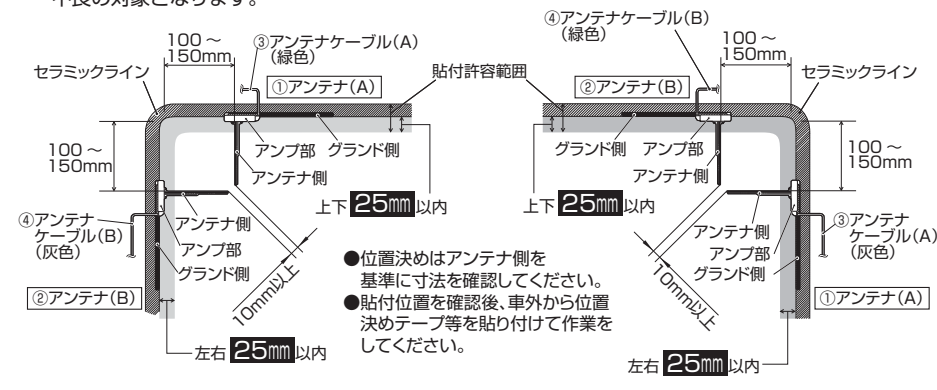 不良の対象となります。
100～
150mm
③アンテナケーブル(A)
(緑色)
セラミックライン
①アンテナ(A)
貼付許容範囲
100～
150mm
アンプ部
グランド側
アンテナ側
上下 25mm 以内
④アンテナ
ケーブル(B)
(灰色)
アンテナ側
アンプ部
グランド側
10mm以上
②アンテナ(B)
左右 25mm 以内
●位置決めはアンテナ側を
基準に寸法を確認してください。
●貼付位置を確認後、車外から位置
決めテープ等を貼り付けて作業を
してください。
④アンテナケーブル(B)
(緑色)
100～
150mm
セラミックライン
②アンテナ(B)
グランド側
アンプ部
アンテナ側
100～
150mm
上下 25mm 以内
アンテナ側
アンプ部
グランド側
③アンテナ
ケーブル(A)
(灰色)
10mm以上
①アンテナ(A)
左右 25mm 以内